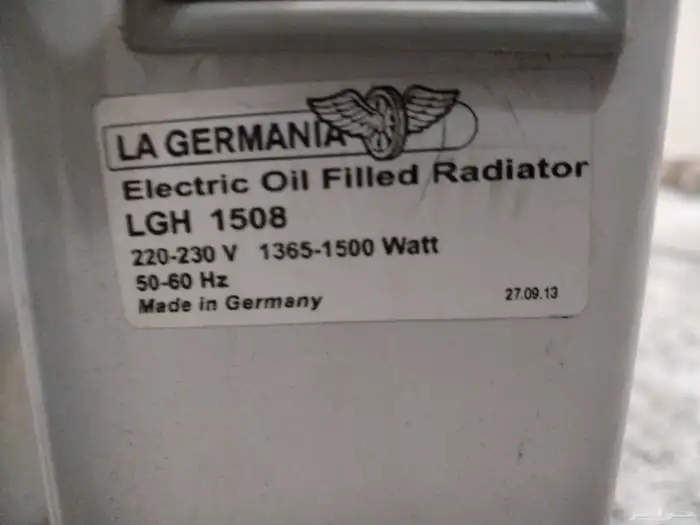 LA GERMANIA
Electric Oil Filled Radiator
LGH 1508
220-230 V 1365-1500 Watt
50-60 Hz
Made in Germany
27.09.13